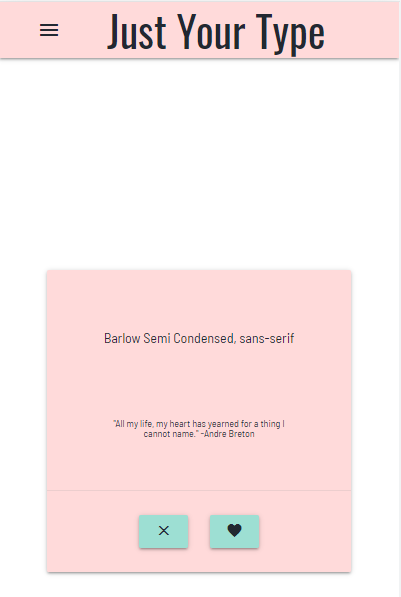 Just Your Type
Barlow Semi Condensed, sans-serif
"All my life, my heart has yearned for a thing I
cannot name." -Andre Breton